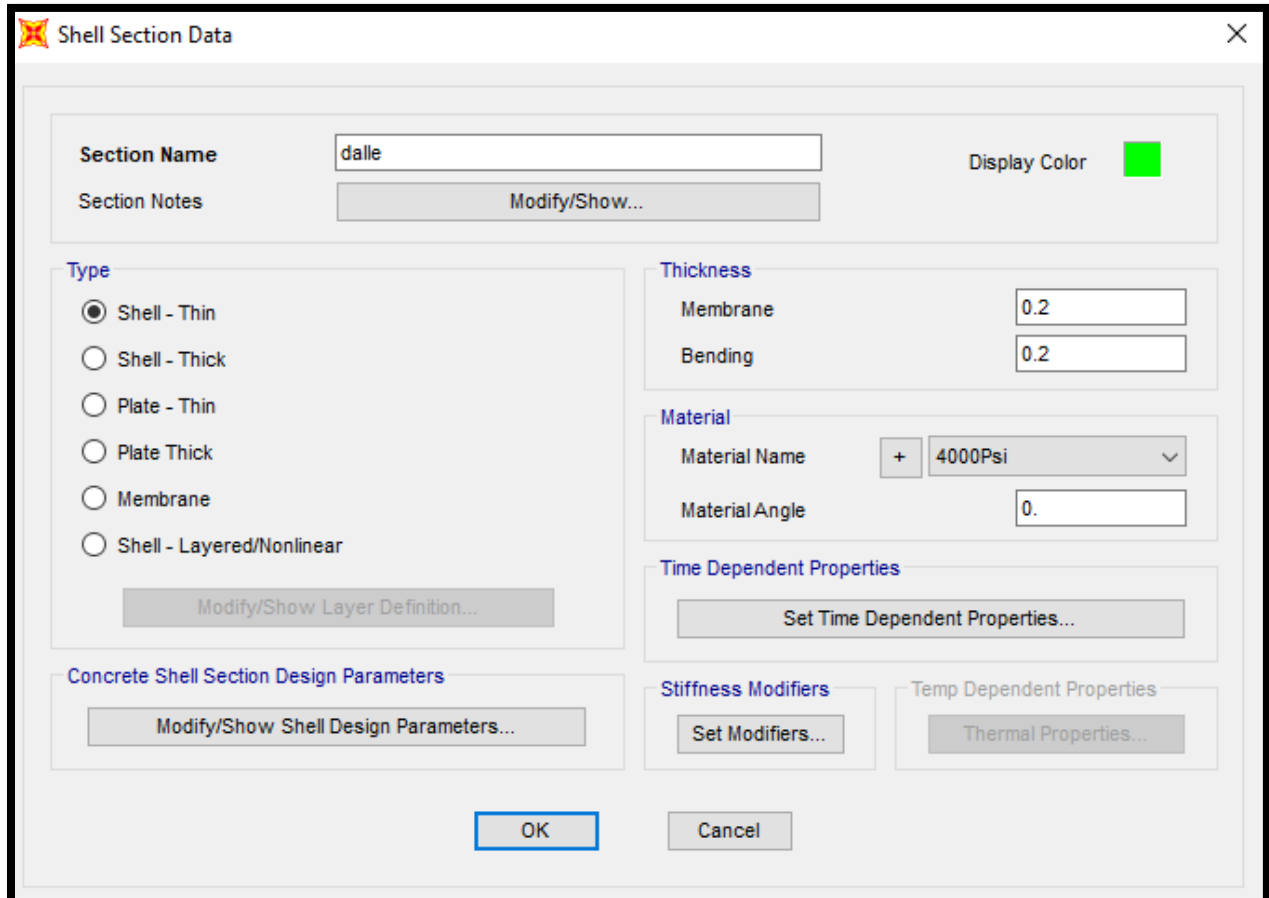 Shell Section Data
Section Name dalle Display Color
Section Notes Modify/Show...
Type
Shell - Thin
Shell - Thick
Plate - Thin
Plate Thick
Membrane
Shell - Layered/Nonlinear
Modify/Show Layer Definition...
Concrete Shell Section Design Parameters
Modify/Show Shell Design Parameters...
Thickness
Membrane 0.2
Bending 0.2
Material
Material Name + 4000Psi
Material Angle 0.
Time Dependent Properties
Set Time Dependent Properties...
Stiffness Modifiers
Set Modifiers...
Temp Dependent Properties
Thermal Properties...
OK Cancel